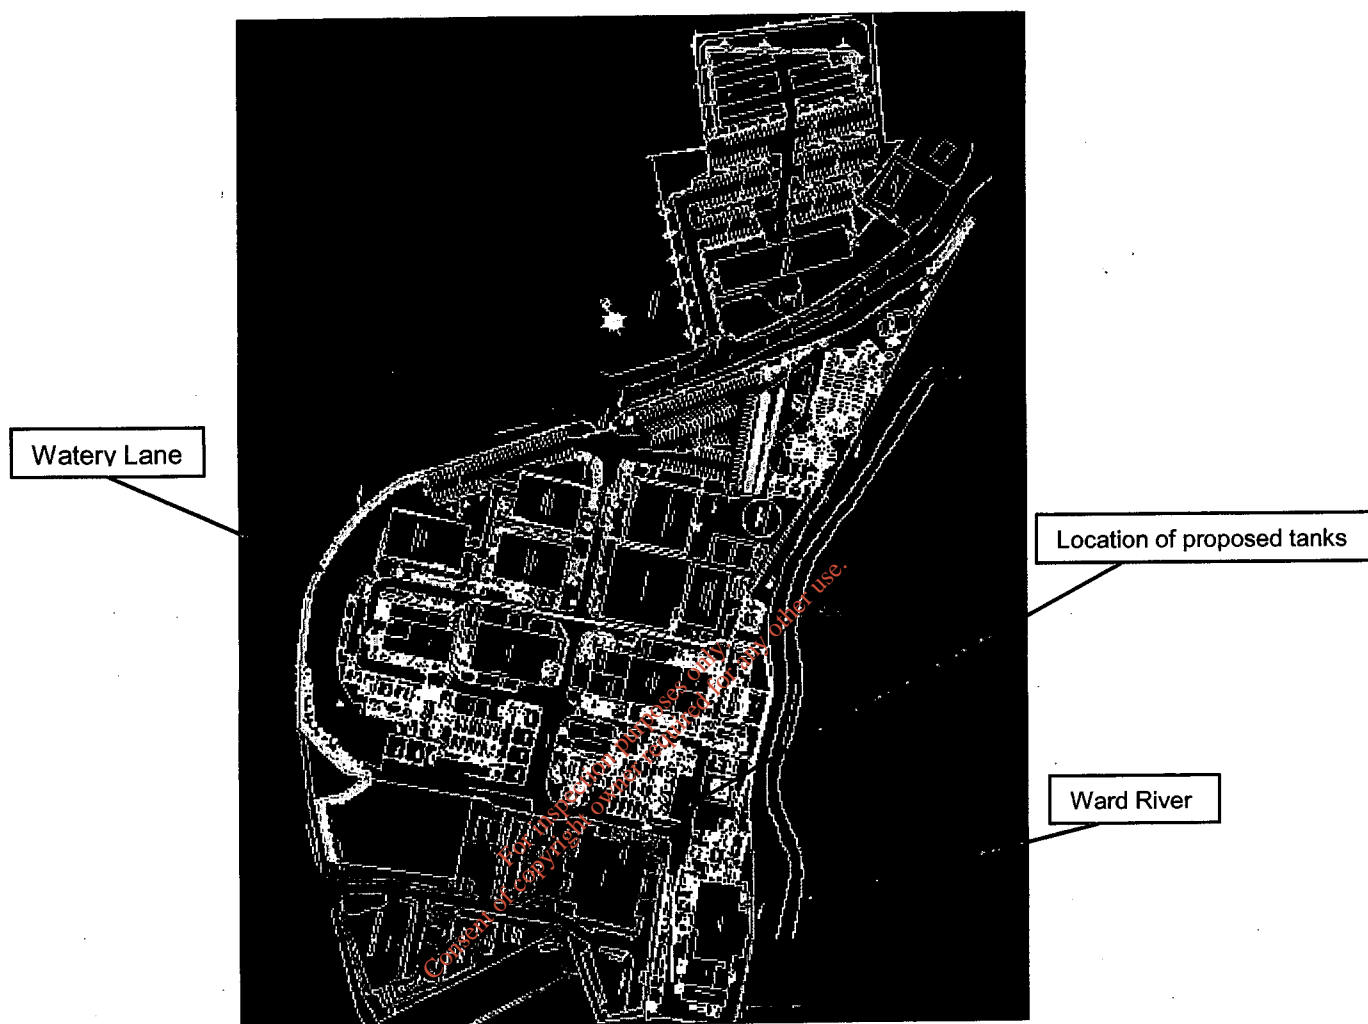 Watery Lane
Location of proposed tanks
Ward River
For inspection purposes only.
Consent of copyright owner required for any other use.